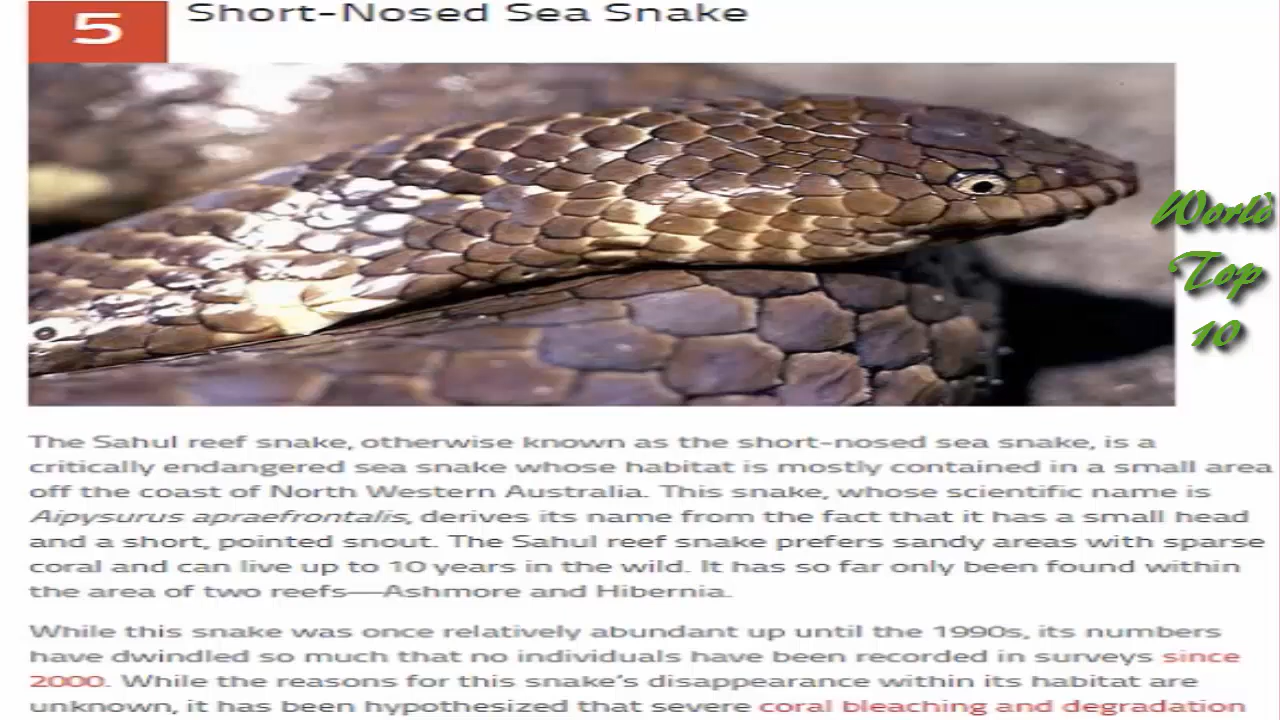 5
Short-Nosed Sea Snake
World
Top
10
The Sahul reef snake, otherwise known as the short-nosed sea snake, is a
critically endangered sea snake whose habitat is mostly contained in a small area
off the coast of North Western Australia. This snake, whose scientific name is
Aipysurus apraefrontalis, derives its name from the fact that it has a small head
and a short, pointed snout. The Sahul reef snake prefers sandy areas with sparse
coral and can live up to 10 years in the wild. It has so far only been found within
the area of two reefs—Ashmore and Hibernia.
While this snake was once relatively abundant up until the 1990s, its numbers
have dwindled so much that no individuals have been recorded in surveys since
2000. While the reasons for this snake's disappearance within its habitat are
unknown, it has been hypothesized that severe coral bleaching and degradation